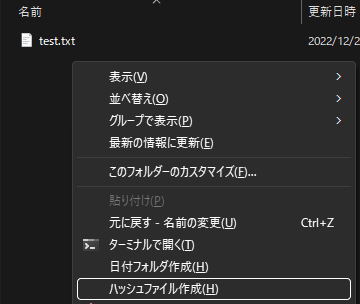 名前 更新日時
test.txt 2022/12/2
表示(V)
並べ替え(O)
グループで表示(P)
最新の情報に更新(E)
このフォルダーのカスタマイズ(F)...
貼り付け(P)
元に戻す - 名前の変更(U) Ctrl+Z
ターミナルで開く(T)
日付フォルダ作成(H)
ハッシュファイル作成(H)